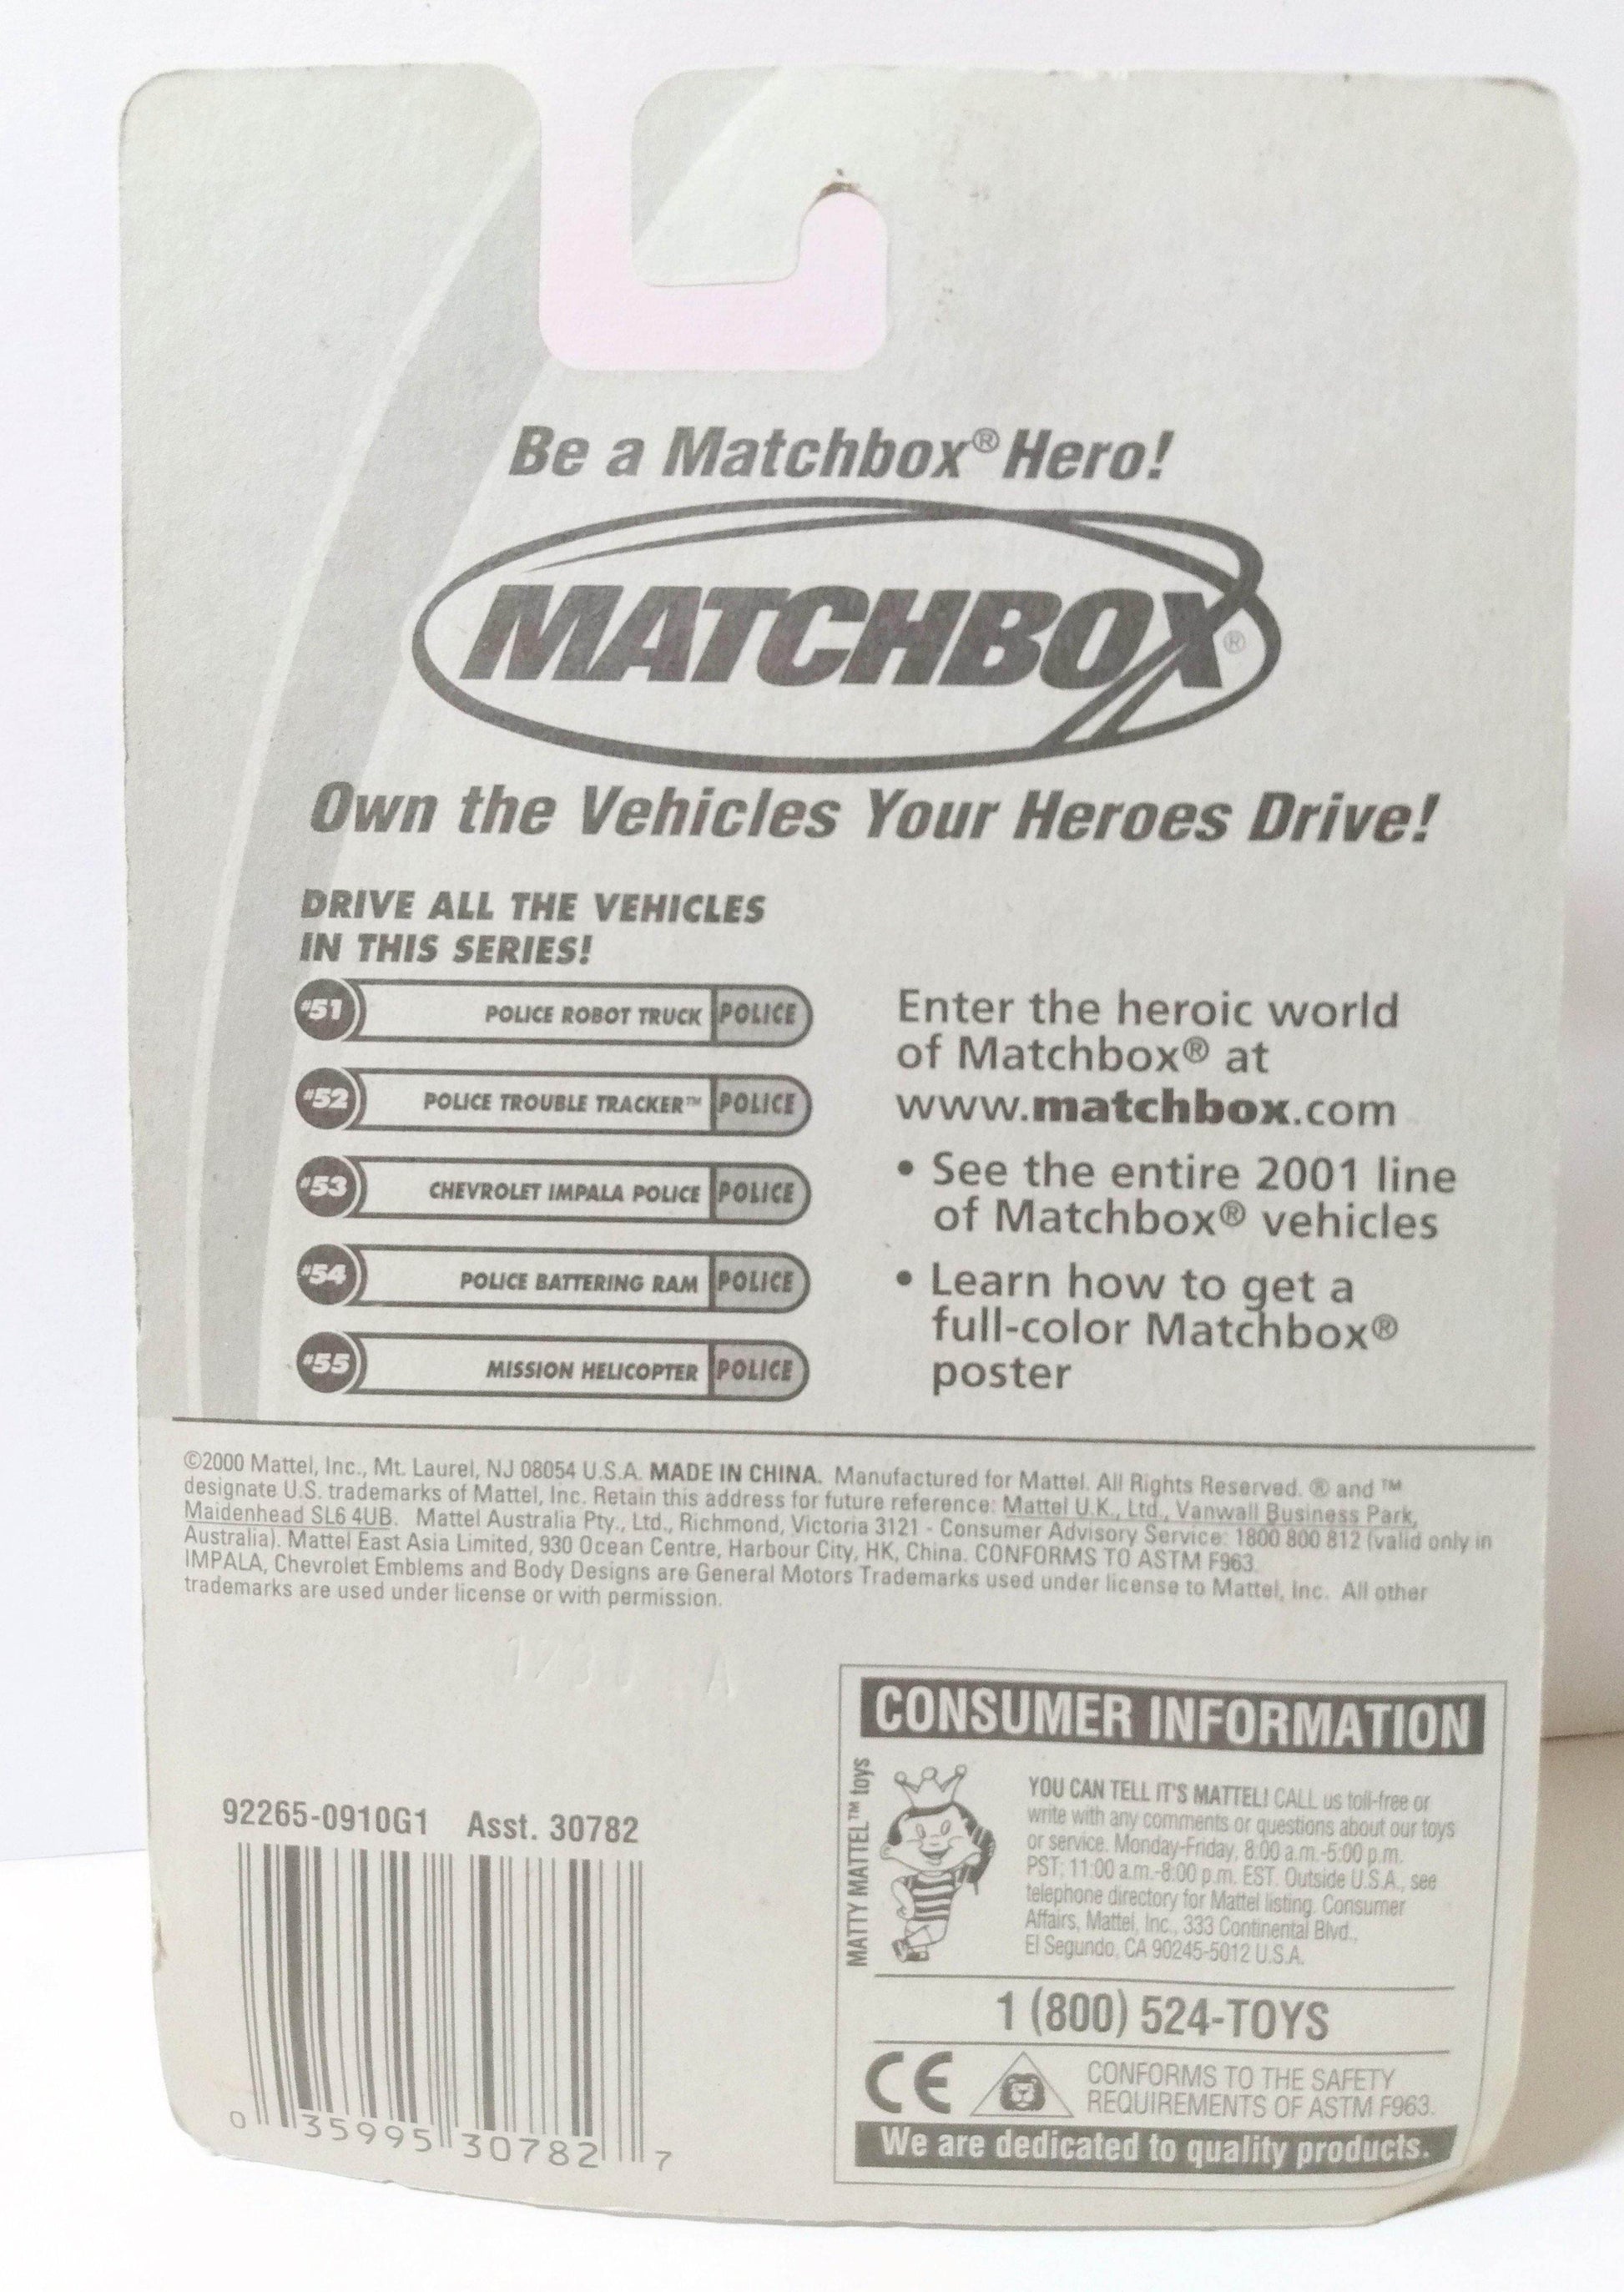 Be a Matchbox® Hero!
MATCHBOX®
Own the Vehicles Your Heroes Drive!
DRIVE ALL THE VEHICLES
IN THIS SERIES!
#51 POLICE ROBOT TRUCK POLICE
#52 POLICE TROUBLE TRACKER™ POLICE
#53 CHEVROLET IMPALA POLICE POLICE
#54 POLICE BATTERING RAM POLICE
#55 MISSION HELICOPTER POLICE
Enter the heroic world
of Matchbox® at
www.matchbox.com
• See the entire 2001 line
of Matchbox® vehicles
• Learn how to get a
full-color Matchbox®
poster
©2000 Mattel, Inc., Mt. Laurel, NJ 08054 U.S.A. MADE IN CHINA. Manufactured for Mattel. All Rights Reserved. ® and ™
designate U.S. trademarks of Mattel, Inc. Retain this address for future reference: Mattel U.K., Ltd., Vanwall Business Park,
Maidenhead SL6 4UB. Mattel Australia Pty., Ltd., Richmond, Victoria 3121 - Consumer Advisory Service: 1800 800 812 (valid only in
Australia). Mattel East Asia Limited, 930 Ocean Centre, Harbour City, HK, China. CONFORMS TO ASTM F963.
IMPALA, Chevrolet Emblems and Body Designs are General Motors Trademarks used under license to Mattel, Inc. All other
trademarks are used under license or with permission.
92265-0910G1 Asst. 30782
0 35995 30782 7
CONSUMER INFORMATION
MATTY MATTEL™ toys
YOU CAN TELL IT'S MATTEL! CALL us toll-free or
write with any comments or questions about our toys
or service. Monday-Friday, 8:00 a.m.-5:00 p.m.
PST; 11:00 a.m.-8:00 p.m. EST. Outside U.S.A., see
telephone directory for Mattel listing. Consumer
Affairs, Mattel, Inc., 333 Continental Blvd.,
El Segundo, CA 90245-5012 U.S.A.
1 (800) 524-TOYS
CE
CONFORMS TO THE SAFETY
REQUIREMENTS OF ASTM F963.
We are dedicated to quality products.